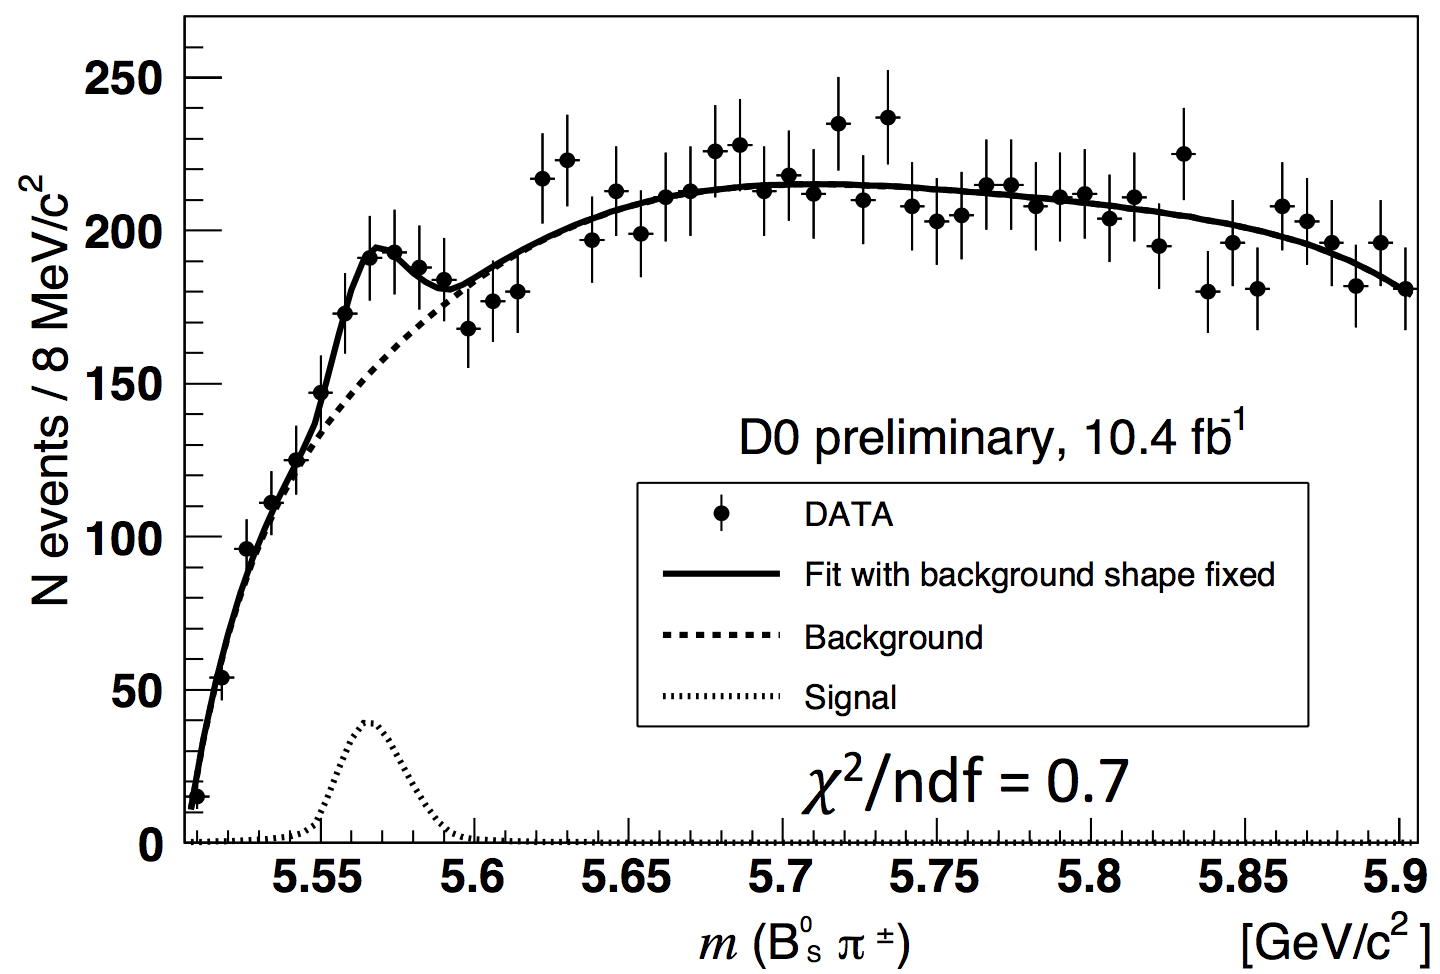 N events / 8 MeV/c²
250
200
150
100
50
0
D0 preliminary, 10.4 fb⁻¹
DATA
Fit with background shape fixed
Background
Signal
χ²/ndf = 0.7
5.55 5.6 5.65 5.7 5.75 5.8 5.85 5.9
m (B⁰ₛ π±) [GeV/c²]